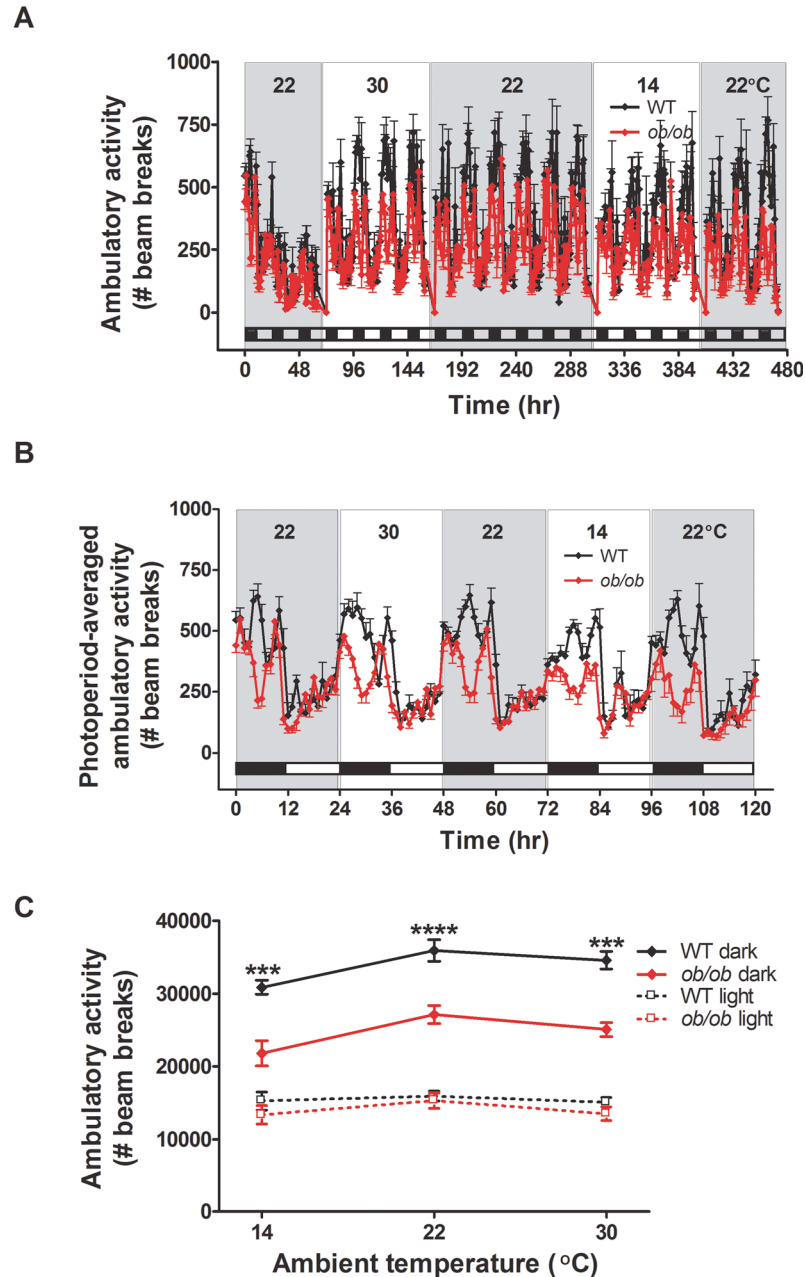 A
Ambulatory activity
(# beam breaks)
1000
750
500
250
0
22
30
22
14
22°C
WT
ob/ob
0
48
96
144
192
240
288
336
384
432
480
Time (hr)
B
Photoperiod-averaged
ambulatory activity
(# beam breaks)
1000
750
500
250
0
22
30
22
14
22°C
WT
ob/ob
0
12
24
36
48
60
72
84
96
108
120
Time (hr)
C
Ambulatory activity
(# beam breaks)
40000
30000
20000
10000
0
***
****
***
WT dark
ob/ob dark
WT light
ob/ob light
14
22
30
Ambient temperature (°C)